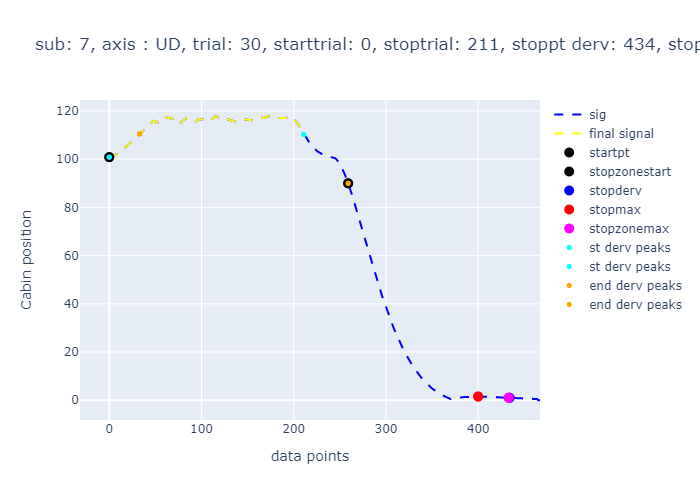 sub: 7, axis : UD, trial: 30, starttrial: 0, stoptrial: 211, stoppt derv: 434, stop
120
100
80
60
40
20
0
Cabin position
0 100 200 300 400
data points
sig
final signal
startpt
stopzonestart
stopderv
stopmax
stopzonemax
st derv peaks
st derv peaks
end derv peaks
end derv peaks